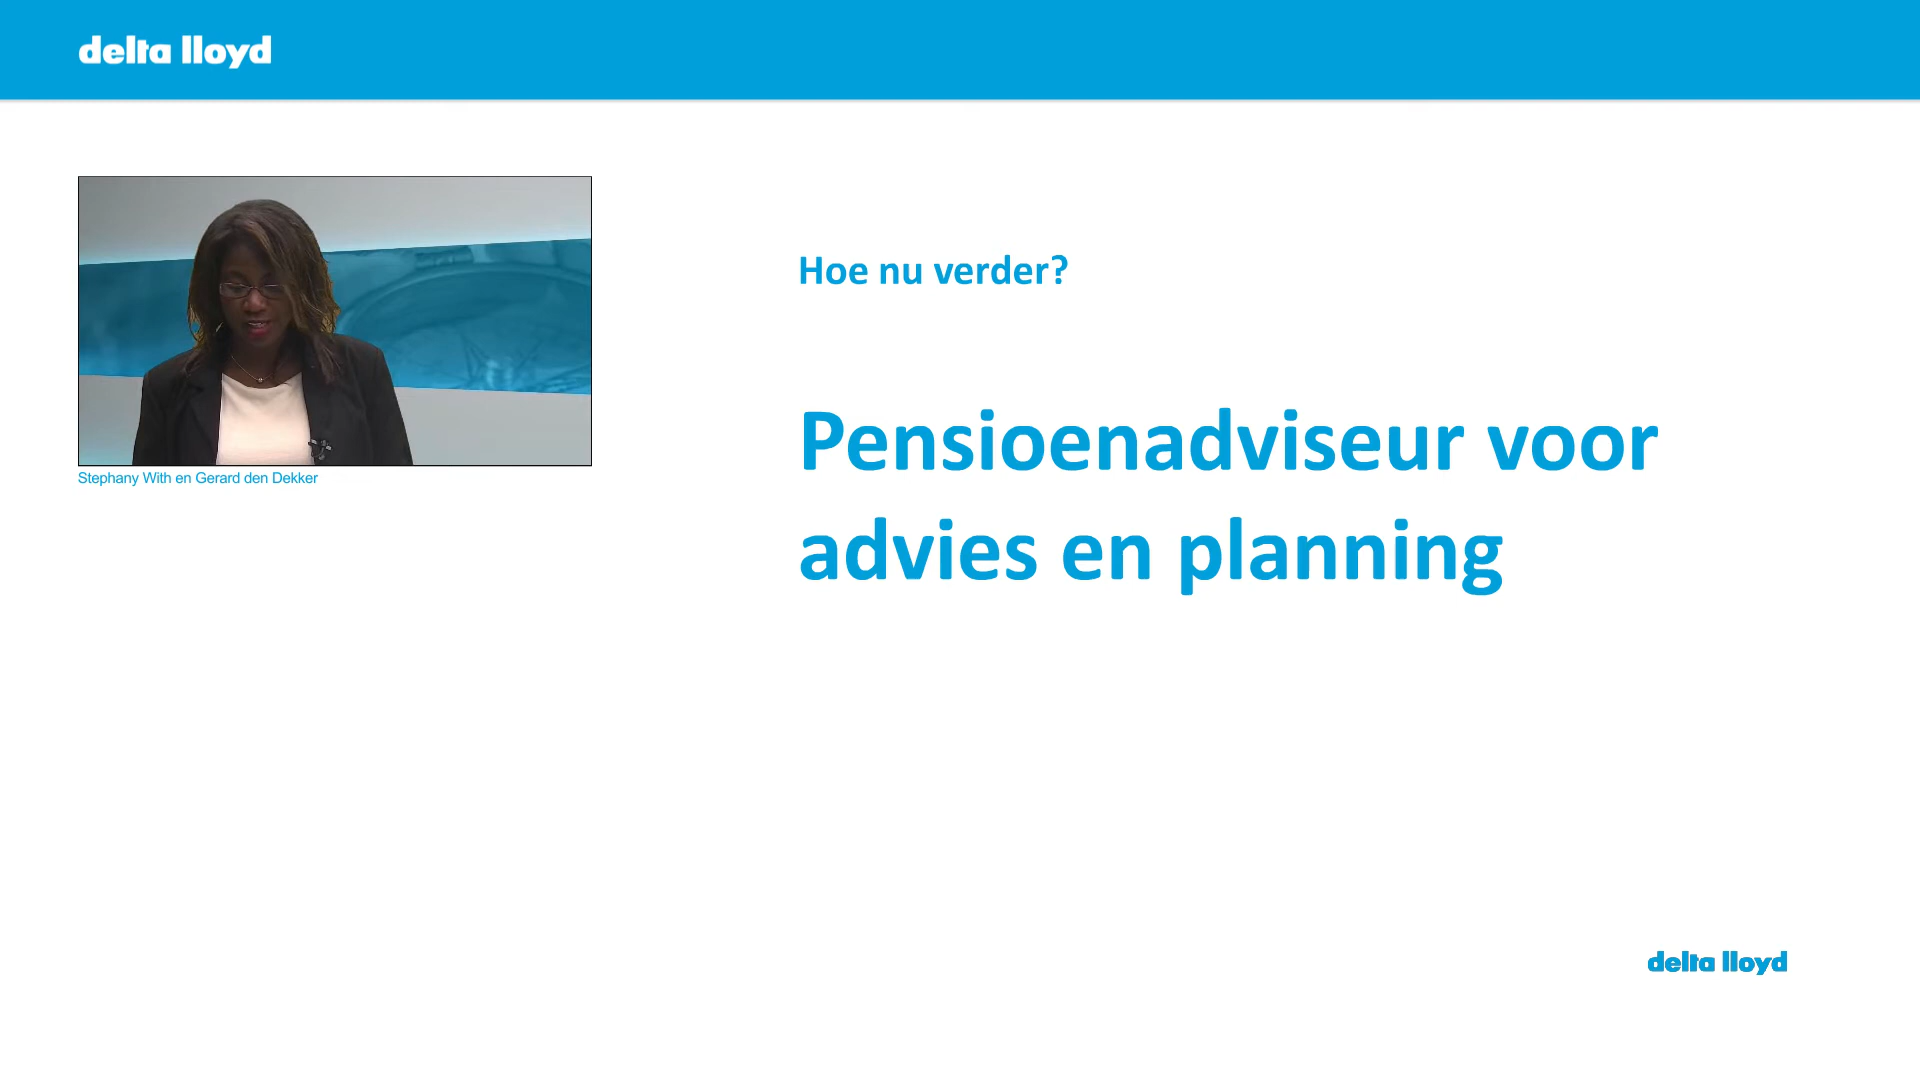 delta lloyd
Stephany With en Gerard den Dekker
Hoe nu verder?
Pensioenadviseur voor
advies en planning
delta lloyd